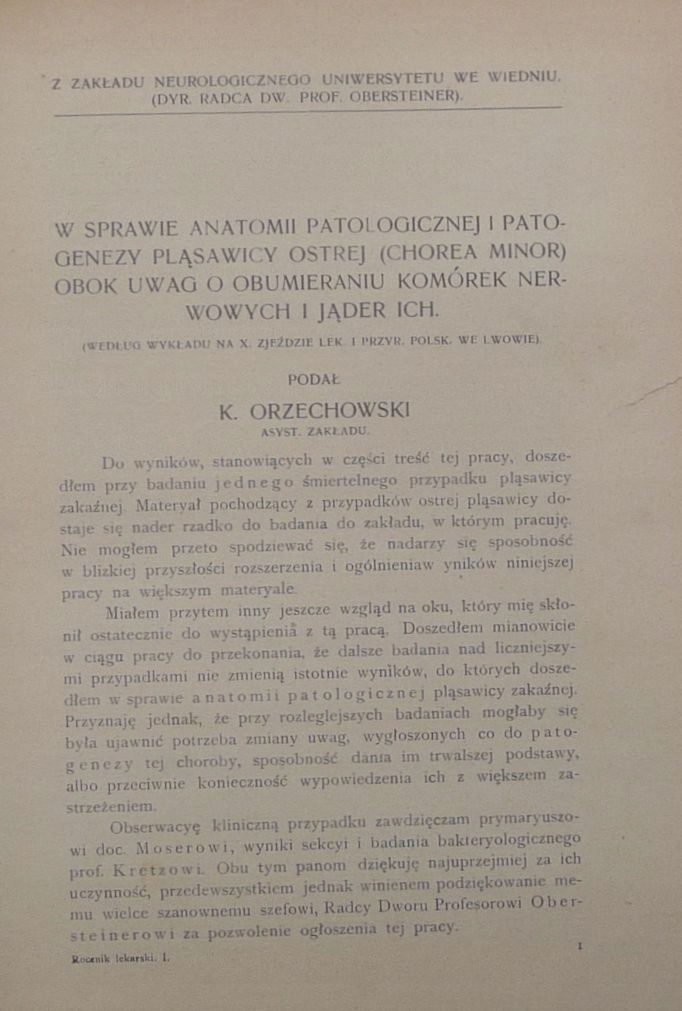 Z ZAKŁADU NEUROLOGICZNEGO UNIWERSYTETU WE WIEDNIU.
(DYR. RADCA DW. PROF. OBERSTEINER).
W SPRAWIE ANATOMII PATOLOGICZNEJ I PATO-
GENEZY PLĄSAWICY OSTREJ (CHOREA MINOR)
OBOK UWAG O OBUMIERANIU KOMÓREK NER-
WOWYCH I JĄDER ICH.
(WEDŁUG WYKŁADU NA X. ZJEŹDZIE LEK. I PRZYR. POLSK. WE LWOWIE).
PODAŁ
K. ORZECHOWSKI
ASYST. ZAKŁADU.
Do wyników, stanowiących w części treść tej pracy, dosze-
dłem przy badaniu jednego śmiertelnego przypadku pląsawicy
zakaźnej. Materyał pochodzący z przypadków ostrej pląsawicy do-
staje się nader rzadko do badania do zakładu, w którym pracuję.
Nie mogłem przeto spodziewać się, że nadarzy się sposobność
w blizkiej przyszłości rozszerzenia i ogólnieniaw yników niniejszej
pracy na większym materyale.
Miałem przytem inny jeszcze wzgląd na oku, który mię skło-
nił ostatecznie do wystąpienia z tą pracą. Doszedłem mianowicie
w ciągu pracy do przekonania, że dalsze badania nad liczniejszy-
mi przypadkami nie zmienią istotnie wyników, do których dosze-
dłem w sprawie anatomii patologicznej pląsawicy zakaźnej.
Przyznaję jednak, że przy rozleglejszych badaniach mogłaby się
była ujawnić potrzeba zmiany uwag, wygłoszonych co do pato-
genezy tej choroby, sposobność dania im trwalszej podstawy,
albo przeciwnie konieczność wypowiedzenia ich z większem za-
strzeżeniem.
Obserwacyę kliniczną przypadku zawdzięczam prymaryuszo-
wi doc. Moserowi, wyniki sekcyi i badania bakteryologicznego
prof. Kretzowi. Obu tym panom dziękuję najuprzejmiej za ich
uczynność, przedewszystkiem jednak winienem podziękowanie me-
mu wielce szanownemu szefowi, Radcy Dworu Profesorowi Ober-
steinerowi za pozwolenie ogłoszenia tej pracy.
Rocznik lekarski. I.
1